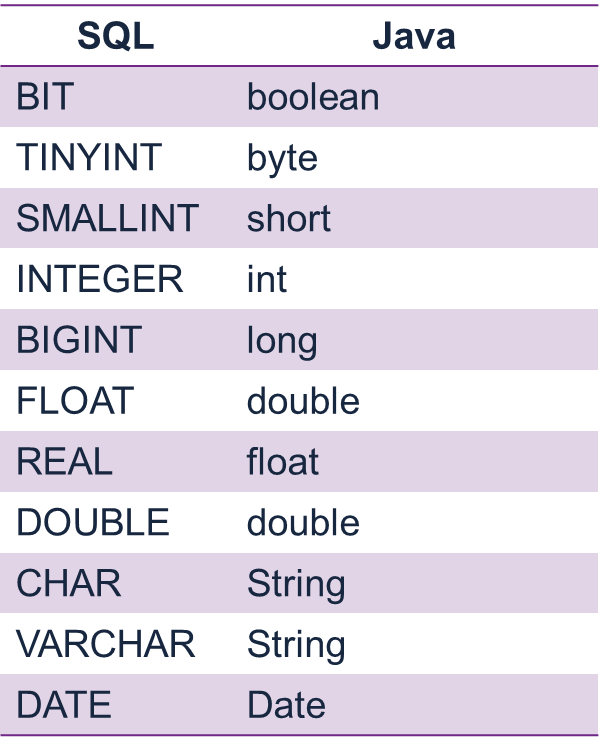 SQL Java
BIT boolean
TINYINT byte
SMALLINT short
INTEGER int
BIGINT long
FLOAT double
REAL float
DOUBLE double
CHAR String
VARCHAR String
DATE Date